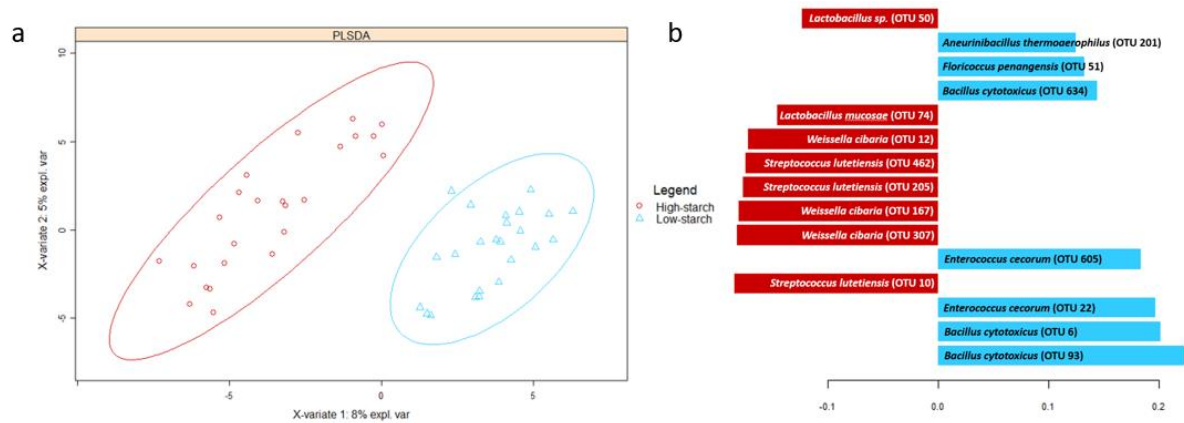 a
PLSDA
X-variate 2: 5% expl. var
10
5
0
-5
-5
0
5
X-variate 1: 8% expl. var
Legend
High-starch
Low-starch
b
Lactobacillus sp. (OTU 50)
Aneurinibacillus thermoaerophilus (OTU 201)
Floricoccus penangensis (OTU 51)
Bacillus cytotoxicus (OTU 634)
Lactobacillus mucosae (OTU 74)
Weissella cibaria (OTU 12)
Streptococcus lutetiensis (OTU 462)
Streptococcus lutetiensis (OTU 205)
Weissella cibaria (OTU 167)
Weissella cibaria (OTU 307)
Enterococcus cecorum (OTU 605)
Streptococcus lutetiensis (OTU 10)
Enterococcus cecorum (OTU 22)
Bacillus cytotoxicus (OTU 6)
Bacillus cytotoxicus (OTU 93)
-0.1 0.0 0.1 0.2